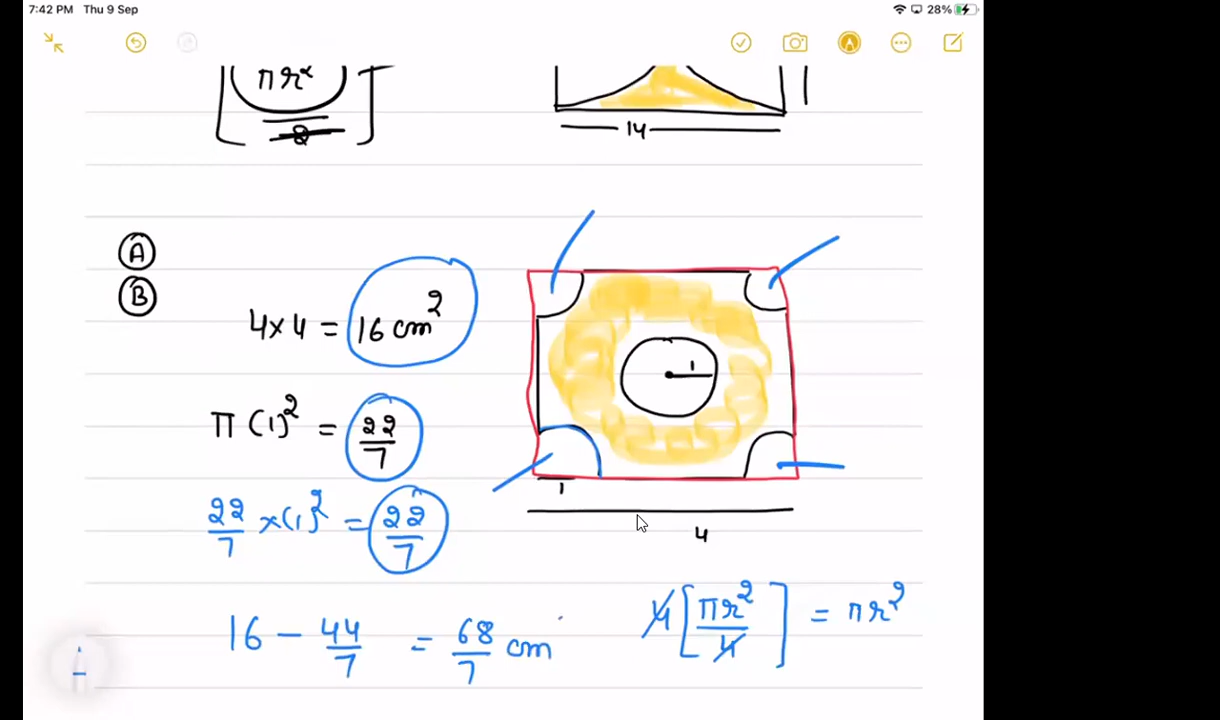 7:42 PM Thu 9 Sep
28%
πr²
2
14
A
B
4×4 = 16 cm²
1
π (1)² = 22/7
1
22/7 ×(1)² = 22/7
4
4[πr²/4] = πr²
16 − 44/7 = 68/7 cm